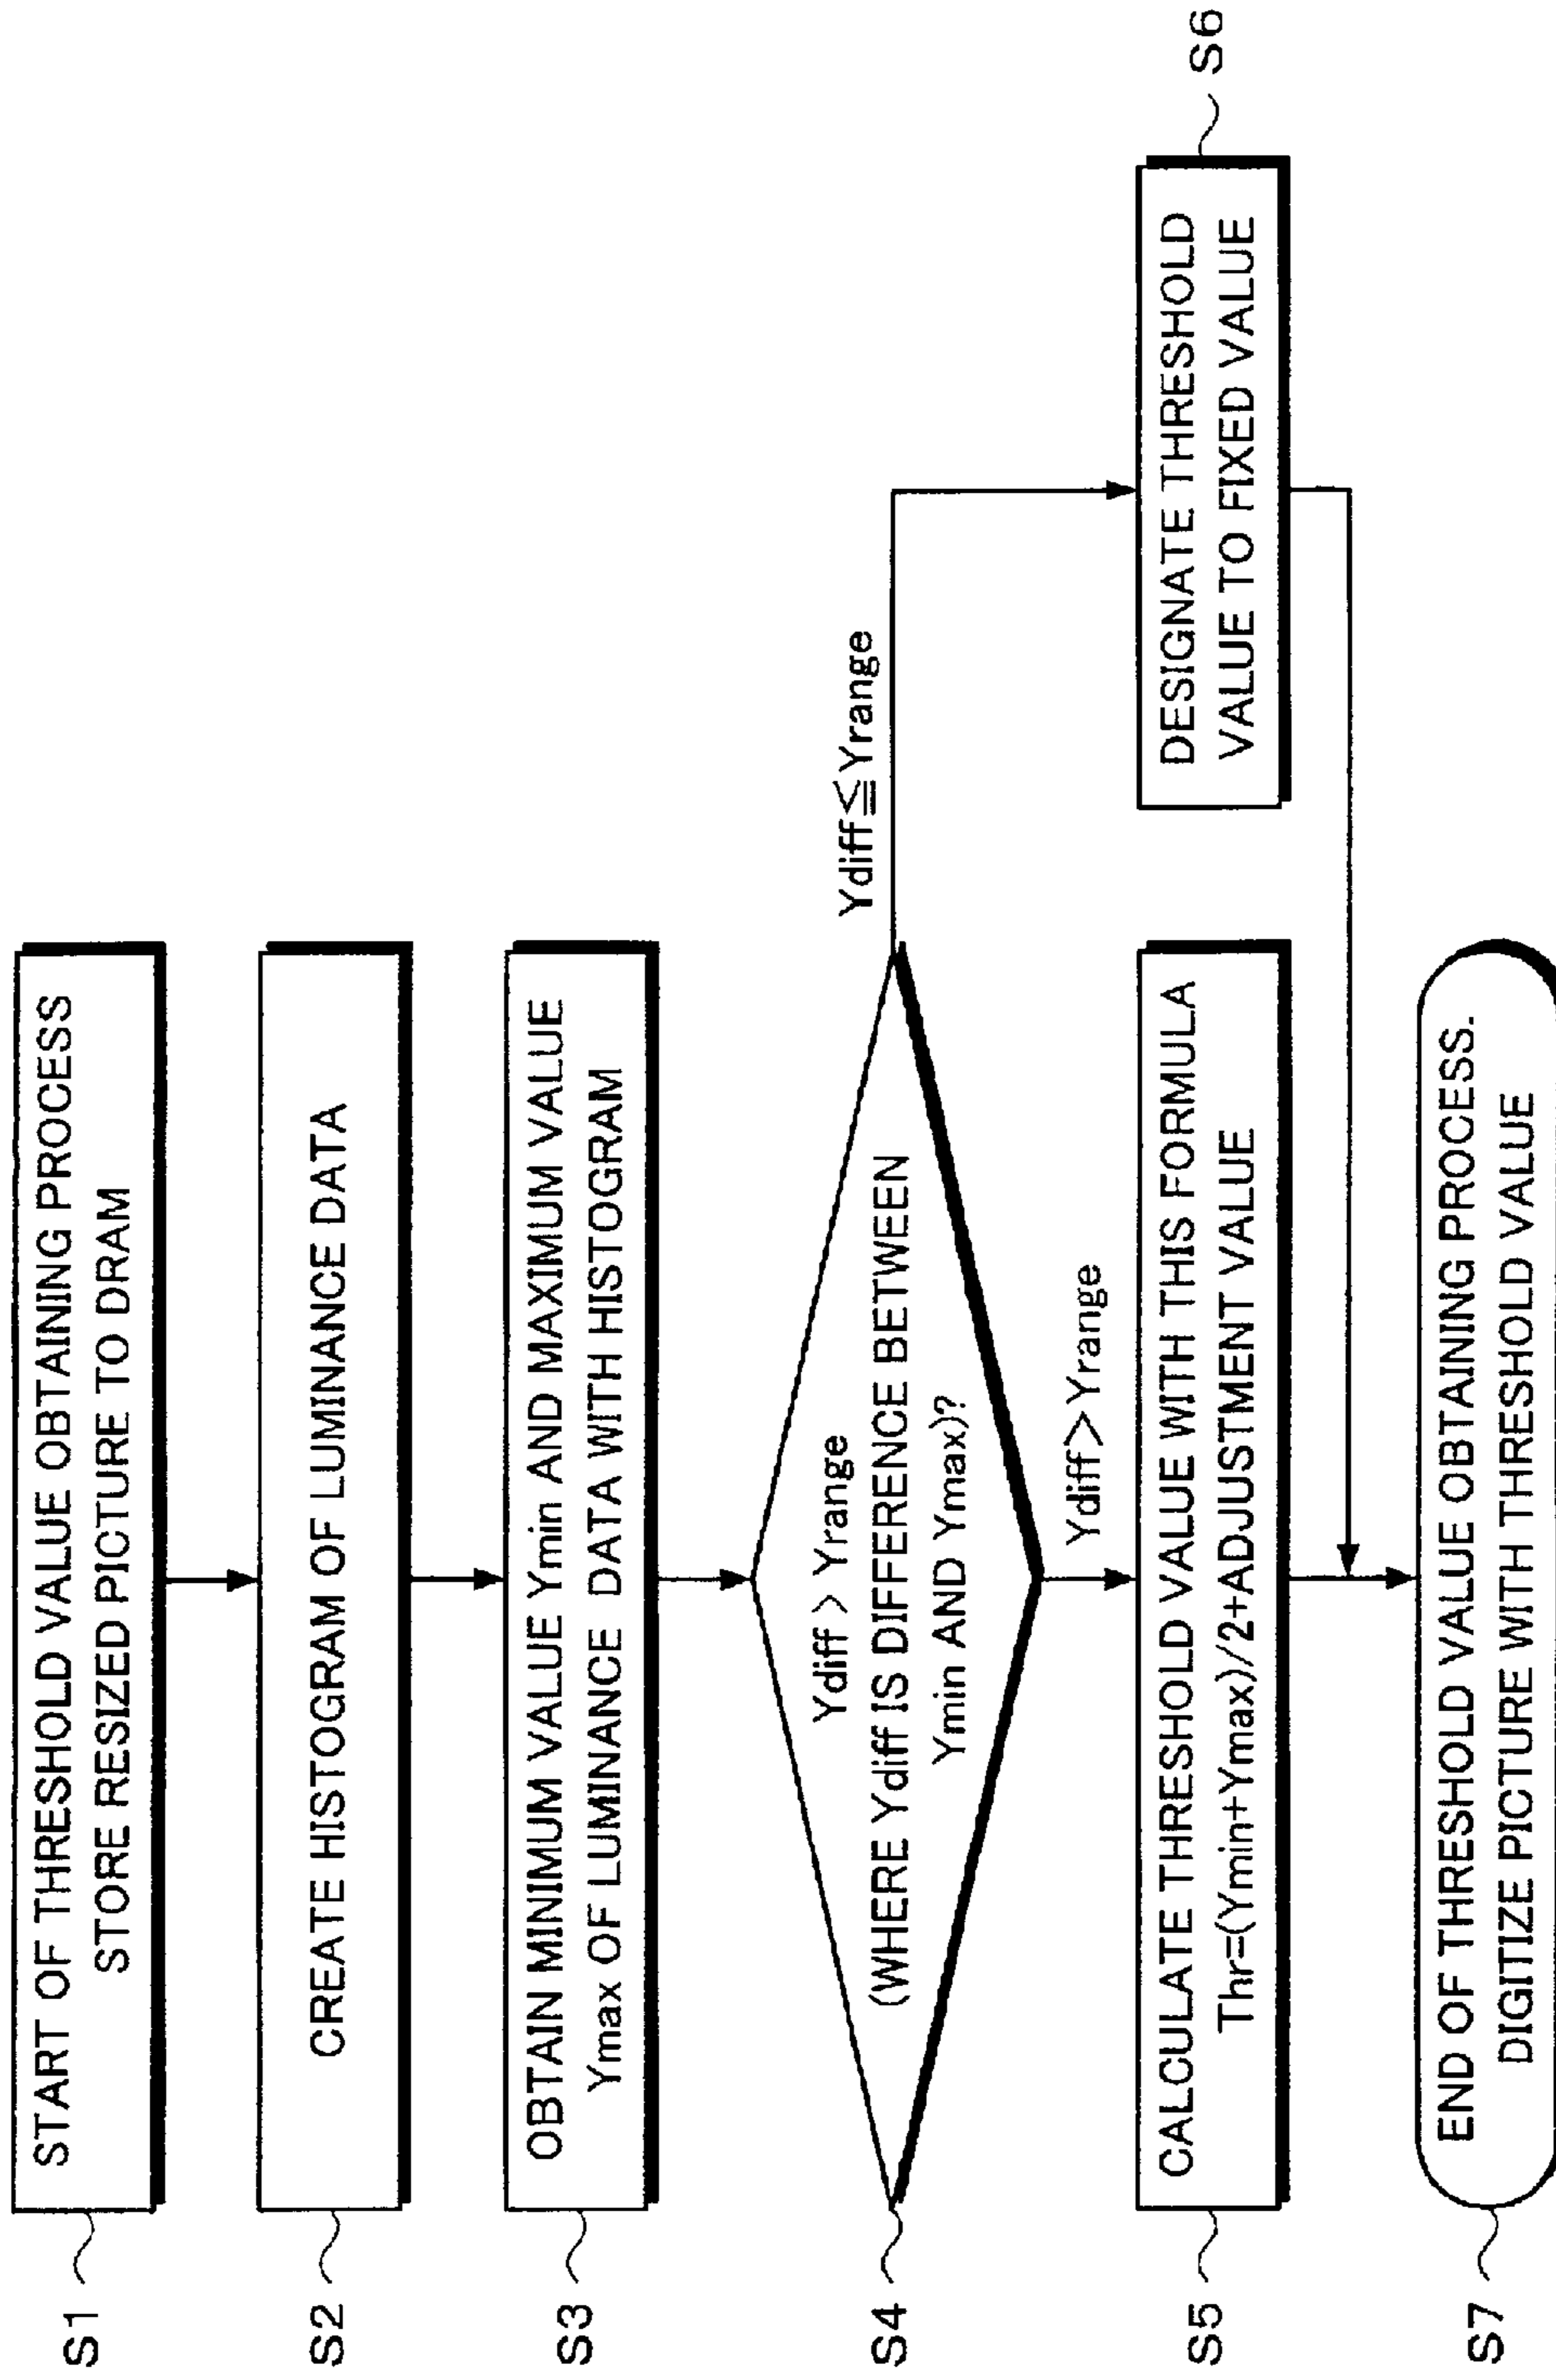 S1
START OF THRESHOLD VALUE OBTAINING PROCESS
STORE RESIZED PICTURE TO DRAM
S2
CREATE HISTOGRAM OF LUMINANCE DATA
S3
OBTAIN MINIMUM VALUE Ymin AND MAXIMUM VALUE
Ymax OF LUMINANCE DATA WITH HISTOGRAM
S4
Ydiff > Yrange
(WHERE Ydiff IS DIFFERENCE BETWEEN
Ymin AND Ymax)?
Ydiff≦Yrange
Ydiff>Yrange
S5
CALCULATE THRESHOLD VALUE WITH THIS FORMULA
Thr=(Ymin+Ymax)/2+ADJUSTMENT VALUE
DESIGNATE THRESHOLD
VALUE TO FIXED VALUE
S6
S7
END OF THRESHOLD VALUE OBTAINING PROCESS.
DIGITIZE PICTURE WITH THRESHOLD VALUE